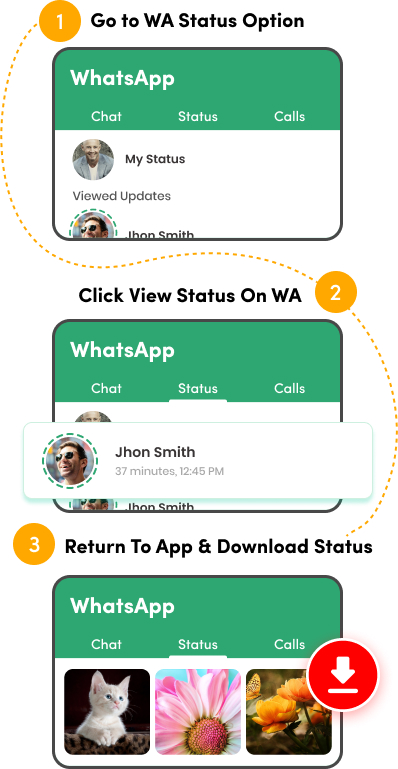 1 Go to WA Status Option
WhatsApp
Chat Status Calls
My Status
Viewed Updates
Jhon Smith
2
Click View Status On WA
WhatsApp
Chat Status Calls
Jhon Smith
37 minutes, 12:45 PM
Jhon Smith
3 Return To App & Download Status
WhatsApp
Chat Status Calls